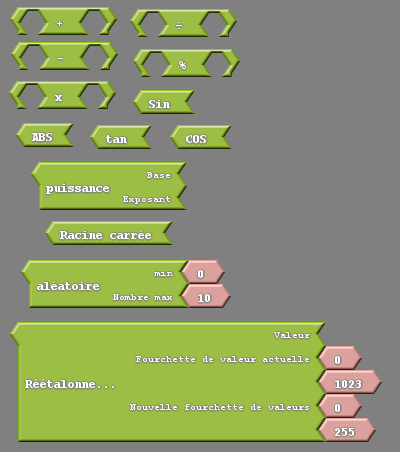 + ÷
- %
x
Sin
ABS tan COS
Base
puissance
Exposant
Racine carrée
min 0
aléatoire
Nombre max 10
Valeur
Fourchette de valeur actuelle 0
Réétalonne... 1023
Nouvelle fourchette de valeurs 0
255